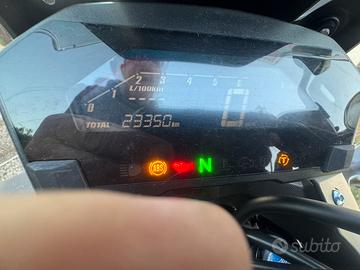 0 1 2 3 4 5 6
L/100km
0
TOTAL 23350 km
ABS N
subito